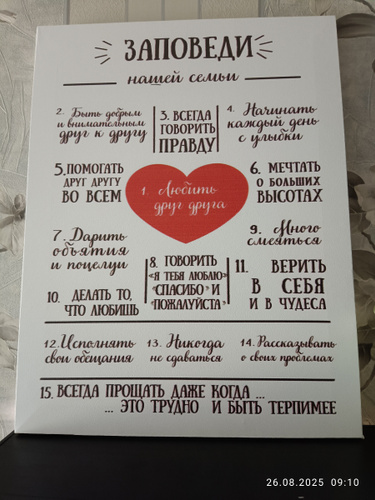 ЗАПОВЕДИ
нашей семьи
2. Быть добрым
и внимательным
друг к другу
3. ВСЕГДА
ГОВОРИТЬ
ПРАВДУ
4. Начинать
каждый день
с улыбки
5. ПОМОГАТЬ
ДРУГ ДРУГУ
ВО ВСЕМ
1. Любить
друг друга
6. МЕЧТАТЬ
О БОЛЬШИХ
ВЫСОТАХ
7. Дарить
объятия
и поцелуи
8. ГОВОРИТЬ
«Я ТЕБЯ ЛЮБЛЮ»
«СПАСИБО» И
«ПОЖАЛУЙСТА»
9. Много
смеяться
10. ДЕЛАТЬ ТО,
ЧТО ЛЮБИШЬ
11. ВЕРИТЬ
В СЕБЯ
И В ЧУДЕСА
12. Исполнять
свои обещания
13. Никогда
не сдаваться
14. Рассказывать
о своих проблемах
15. ВСЕГДА ПРОЩАТЬ ДАЖЕ КОГДА ...
... ЭТО ТРУДНО И БЫТЬ ТЕРПИМЕЕ
26.08.2025 09:10